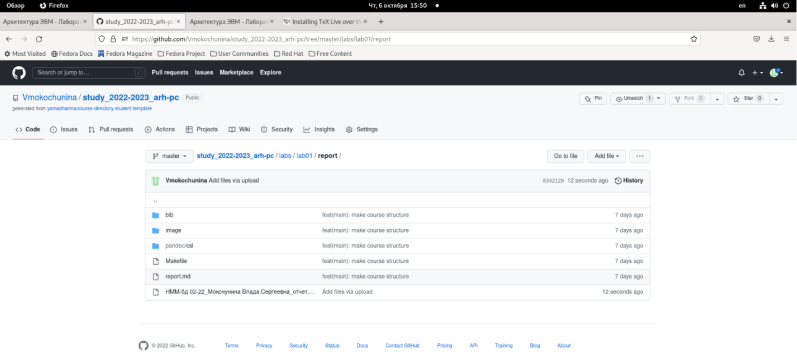 Обзор Firefox Чт, 6 октября 15:50 en
Архитектура ЭВМ - Лаборат × study_2022-2023_arh-pc/l × Архитектура ЭВМ - Лаборат × Installing TeX Live over th × +
https://github.com/Vmokochunina/study_2022-2023_arh-pc/tree/master/labs/lab01/report
Most Visited Fedora Docs Fedora Magazine Fedora Project User Communities Red Hat Free Content
Search or jump to... / Pull requests Issues Marketplace Explore
Vmokochunina / study_2022-2023_arh-pc Public Pin Unwatch 1 Fork 0 Star 0
generated from yamadharma/course-directory-student-template
Code Issues Pull requests Actions Projects Wiki Security Insights Settings
master study_2022-2023_arh-pc / labs / lab01 / report / Go to file Add file ...
Vmokochunina Add files via upload 8342128 12 seconds ago History
..
bib feat(main): make course structure 7 days ago
image feat(main): make course structure 7 days ago
pandoc/csl feat(main): make course structure 7 days ago
Makefile feat(main): make course structure 7 days ago
report.md feat(main): make course structure 7 days ago
НММ-бд 02-22_Мокочунина Влада Сергеевна_отчет.... Add files via upload 12 seconds ago
© 2022 GitHub, Inc. Terms Privacy Security Status Docs Contact GitHub Pricing API Training Blog About